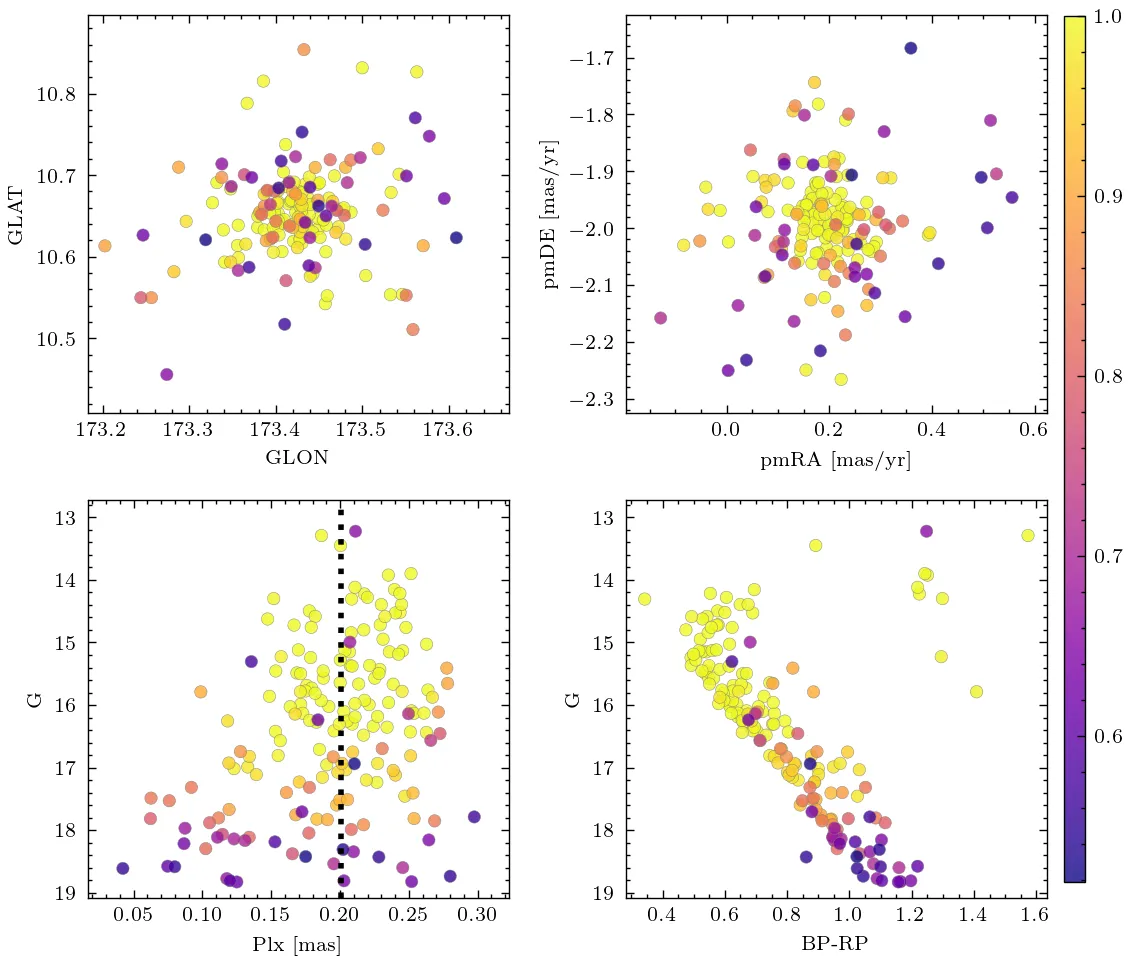 10.8
10.7
10.6
10.5
GLAT
173.2 173.3 173.4 173.5 173.6
GLON
−1.7
−1.8
−1.9
−2.0
−2.1
−2.2
−2.3
pmDE [mas/yr]
0.0 0.2 0.4 0.6
pmRA [mas/yr]
1.0
0.9
0.8
0.7
0.6
13
14
15
16
17
18
19
G
0.05 0.10 0.15 0.20 0.25 0.30
Plx [mas]
13
14
15
16
17
18
19
G
0.4 0.6 0.8 1.0 1.2 1.4 1.6
BP-RP